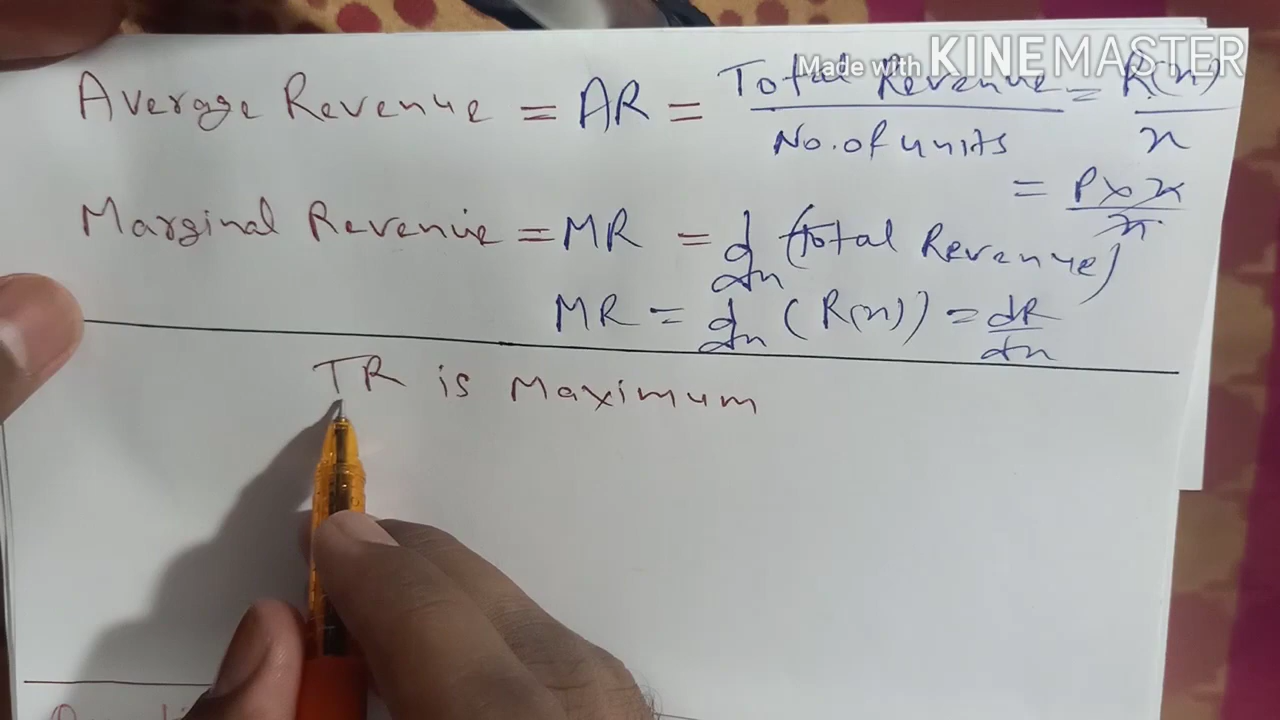 Made with KINEMASTER
Average Revenue = AR = Total Revenue / No. of units = R(x) / x
= P × x / x
Marginal Revenue = MR = d/dx (Total Revenue)
MR = d/dx (R(x)) = dR/dx
TR is Maximum